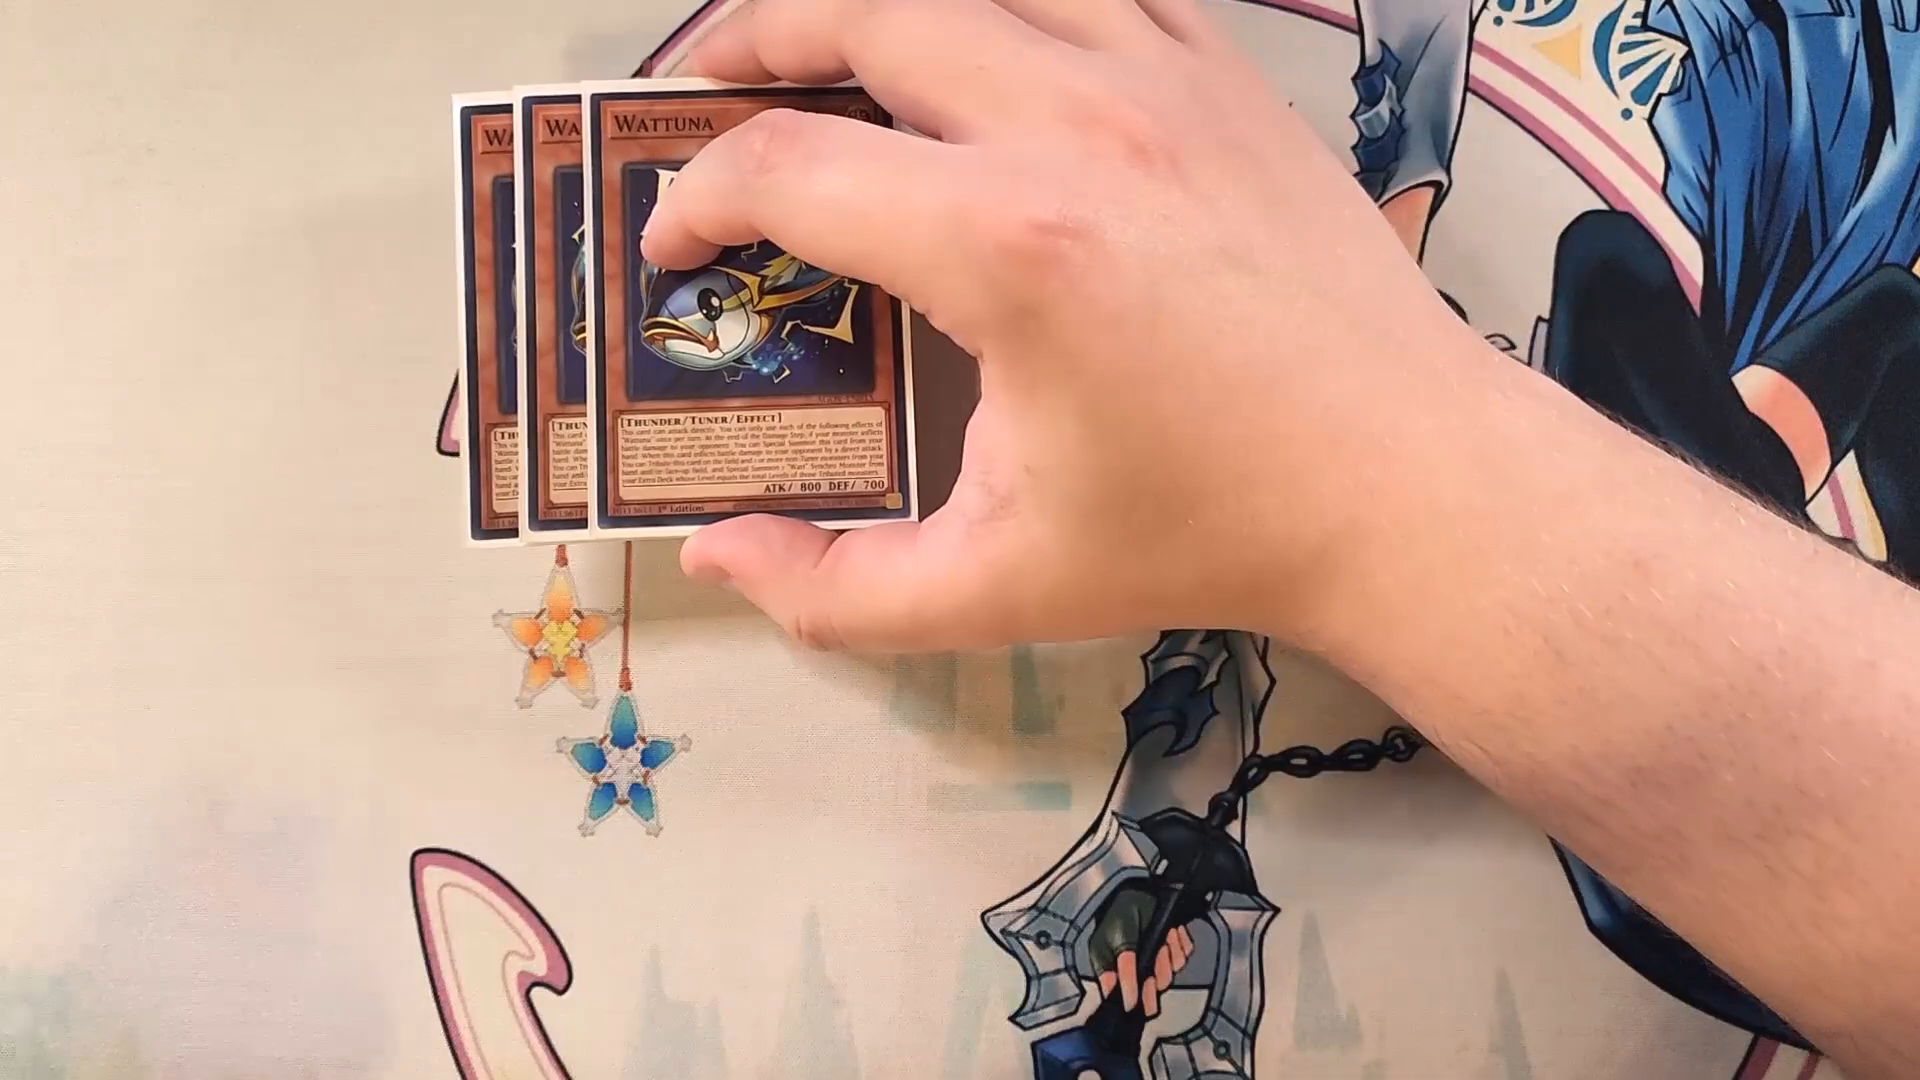 WA
WA
WATTUNA
[TH
[THUN
[THUNDER/TUNER/EFFECT]
This card can attack directly. You can only use each of the following effects of
"Wattuna" once per turn. At the end of the Damage Step, if your monster inflicts
battle damage to your opponent: You can Special Summon this card from your
hand. When this card inflicts battle damage to your opponent by a direct attack:
You can Tribute this card on the field and 1 or more non-Tuner monsters from your
hand and/or face-up field, and Special Summon 1 "Watt" Synchro Monster from
your Extra Deck whose Level equals the total Levels of those Tributed monsters.
ATK/ 800 DEF/ 700
1st Edition